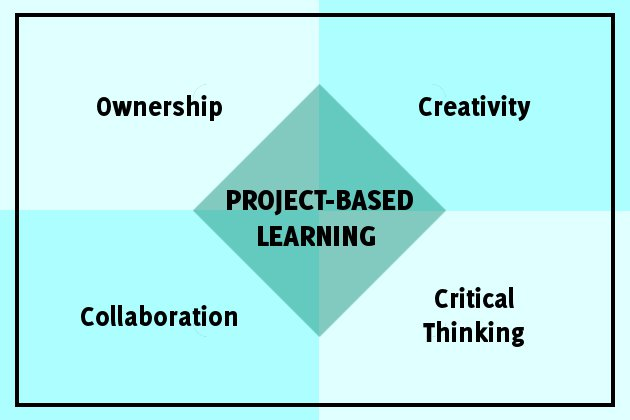 Ownership
Creativity
PROJECT-BASED
LEARNING
Collaboration
Critical
Thinking